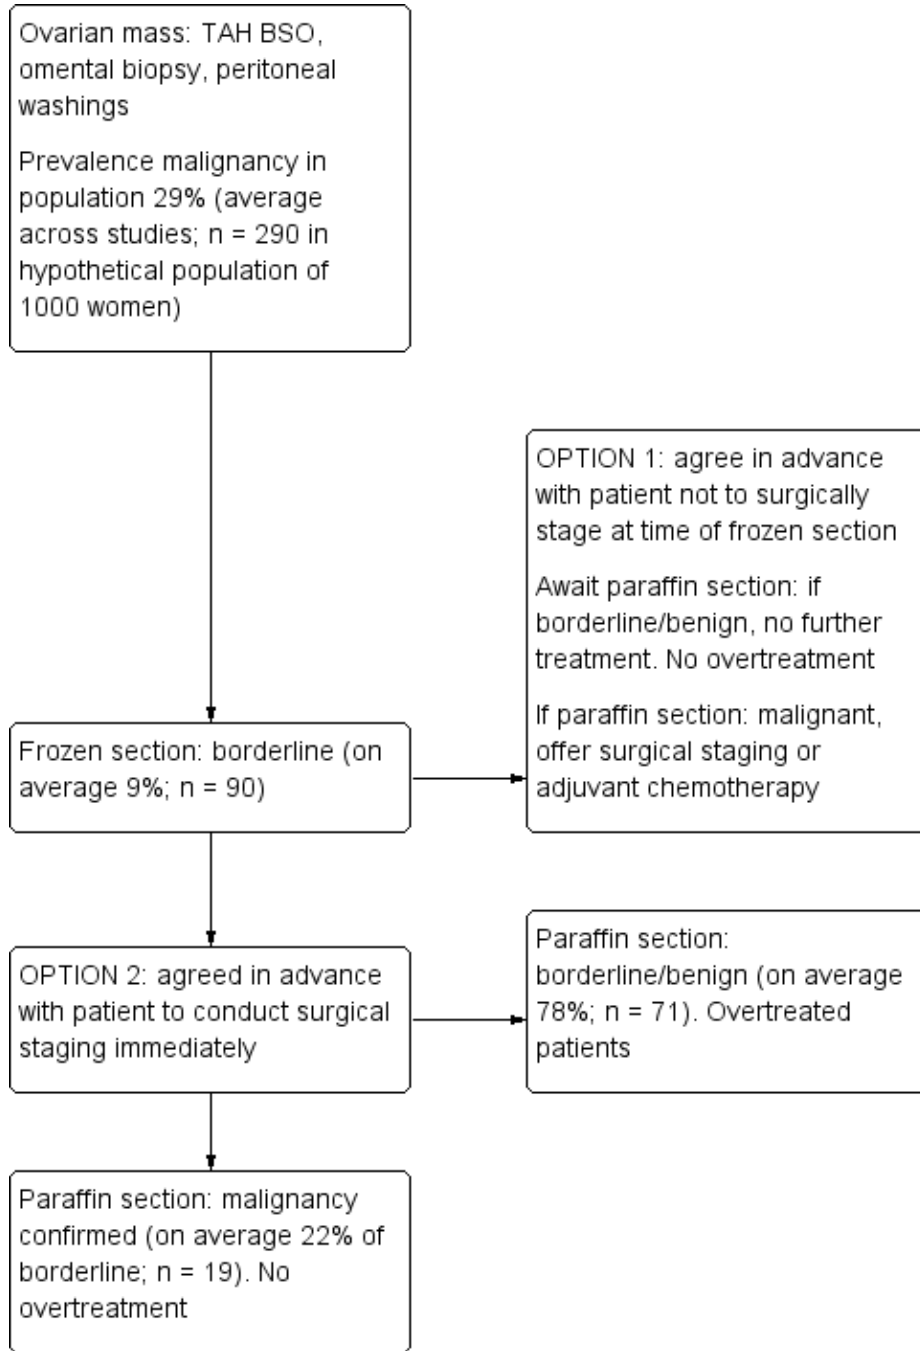 Ovarian mass: TAH BSO,
omental biopsy, peritoneal
washings
Prevalence malignancy in
population 29% (average
across studies; n = 290 in
hypothetical population of
1000 women)
OPTION 1: agree in advance
with patient not to surgically
stage at time of frozen section
Await paraffin section: if
borderline/benign, no further
treatment. No overtreatment
If paraffin section: malignant,
offer surgical staging or
adjuvant chemotherapy
Frozen section: borderline (on
average 9%; n = 90)
OPTION 2: agreed in advance
with patient to conduct surgical
staging immediately
Paraffin section:
borderline/benign (on average
78%; n = 71). Overtreated
patients
Paraffin section: malignancy
confirmed (on average 22% of
borderline; n = 19). No
overtreatment